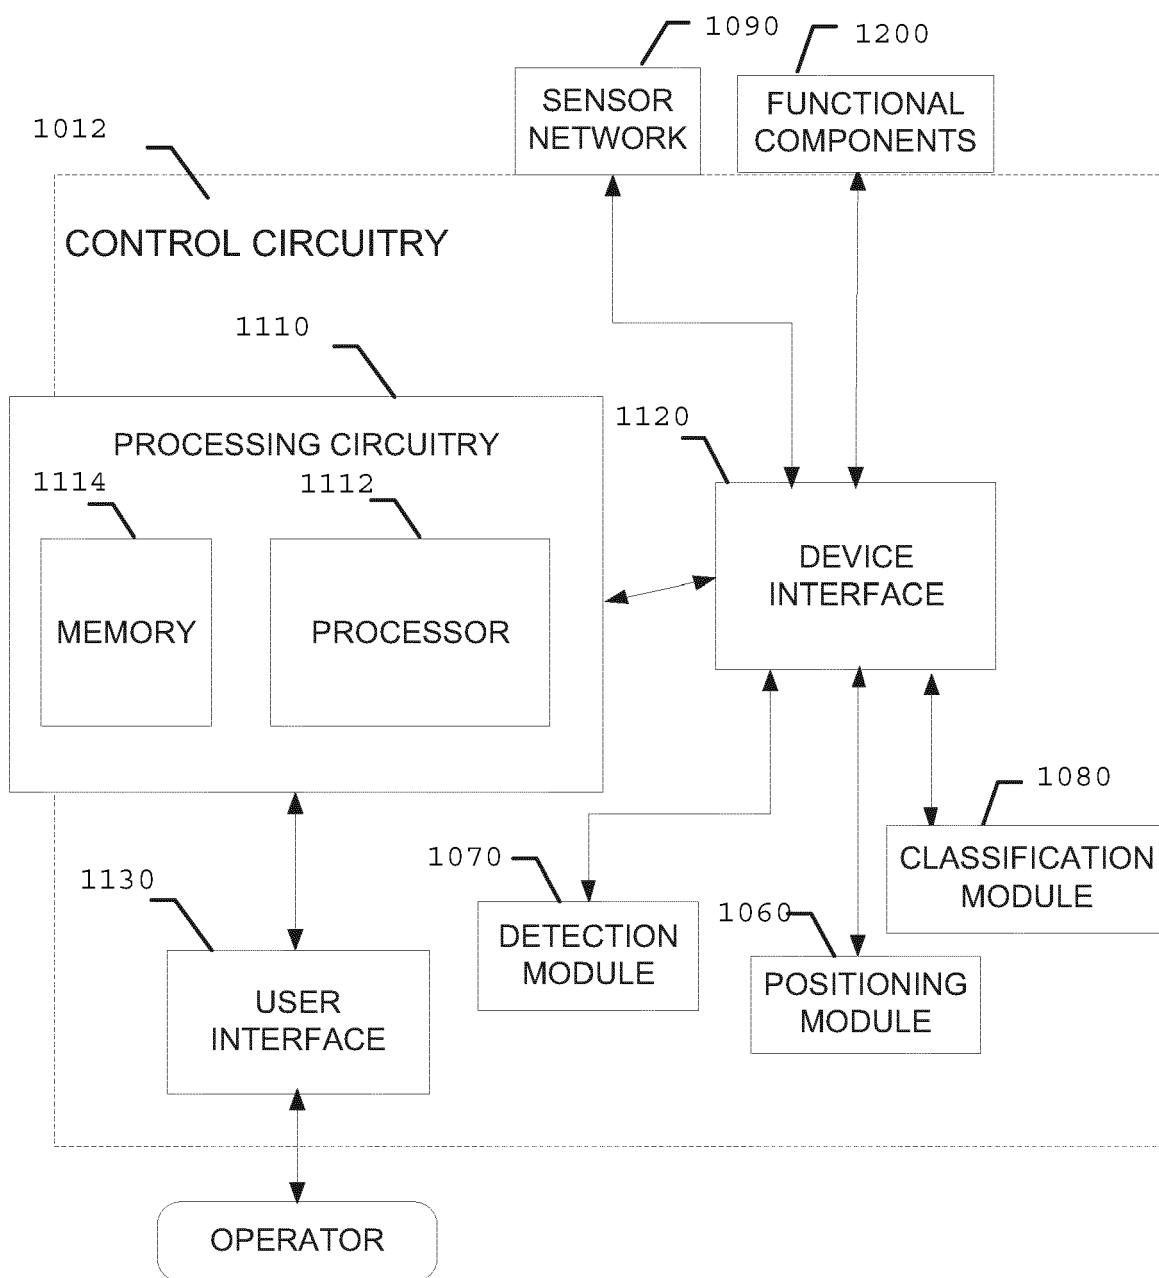 1090
1200
SENSOR
NETWORK
FUNCTIONAL
COMPONENTS
1012
CONTROL CIRCUITRY
1110
PROCESSING CIRCUITRY
1120
1114
1112
MEMORY
PROCESSOR
DEVICE
INTERFACE
1080
CLASSIFICATION
MODULE
1070
DETECTION
MODULE
1060
POSITIONING
MODULE
1130
USER
INTERFACE
OPERATOR